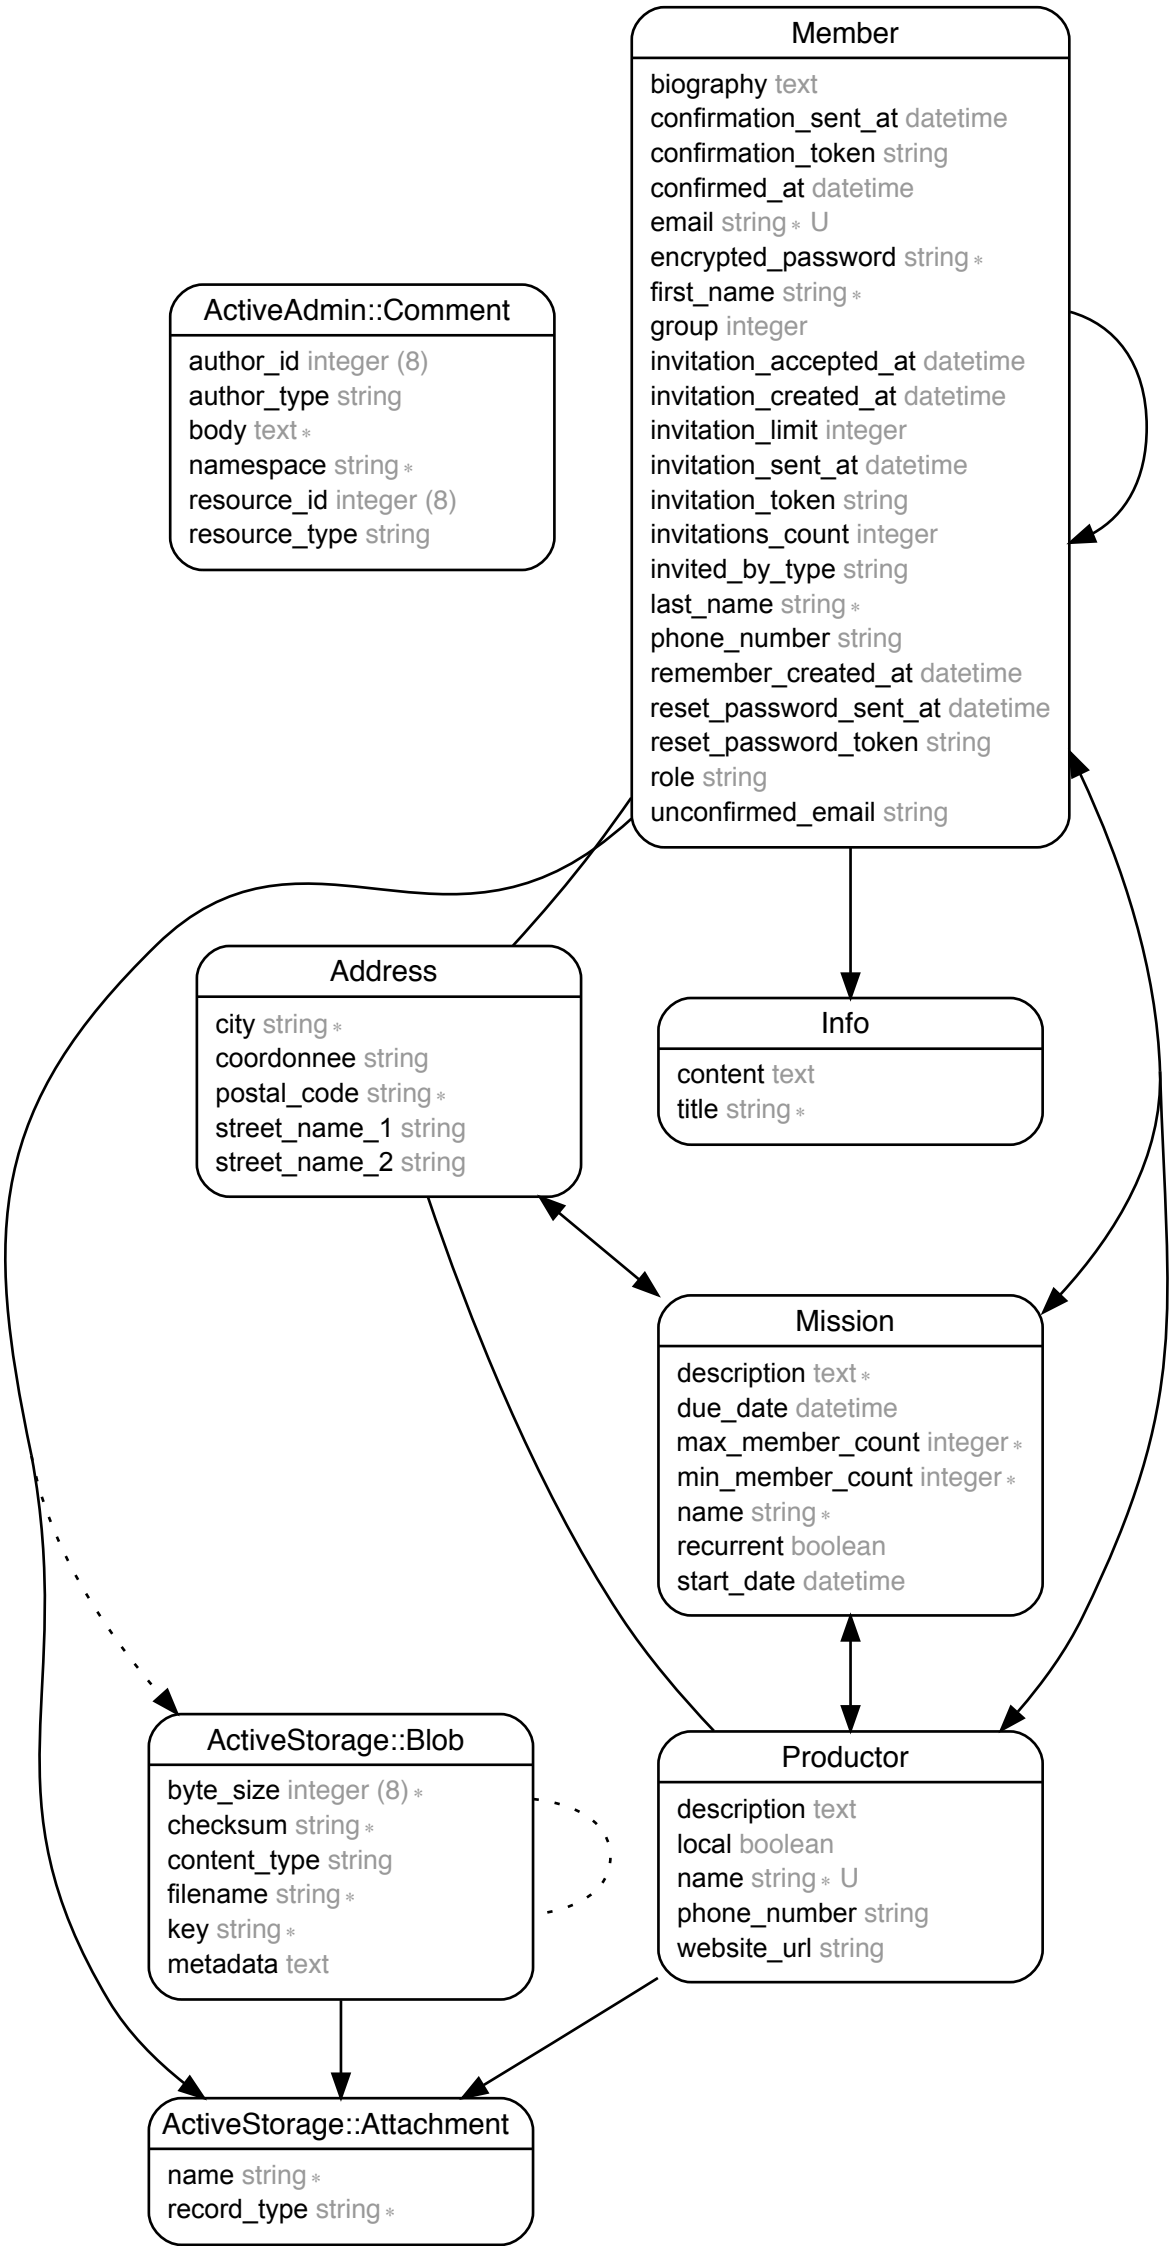 Member
biography text
confirmation_sent_at datetime
confirmation_token string
confirmed_at datetime
email string* U
encrypted_password string*
first_name string*
group integer
invitation_accepted_at datetime
invitation_created_at datetime
invitation_limit integer
invitation_sent_at datetime
invitation_token string
invitations_count integer
invited_by_type string
last_name string*
phone_number string
remember_created_at datetime
reset_password_sent_at datetime
reset_password_token string
role string
unconfirmed_email string
ActiveAdmin::Comment
author_id integer (8)
author_type string
body text*
namespace string*
resource_id integer (8)
resource_type string
Address
city string*
coordonnee string
postal_code string*
street_name_1 string
street_name_2 string
Info
content text
title string*
Mission
description text*
due_date datetime
max_member_count integer*
min_member_count integer*
name string*
recurrent boolean
start_date datetime
ActiveStorage::Blob
byte_size integer (8)*
checksum string*
content_type string
filename string*
key string*
metadata text
Productor
description text
local boolean
name string* U
phone_number string
website_url string
ActiveStorage::Attachment
name string*
record_type string*